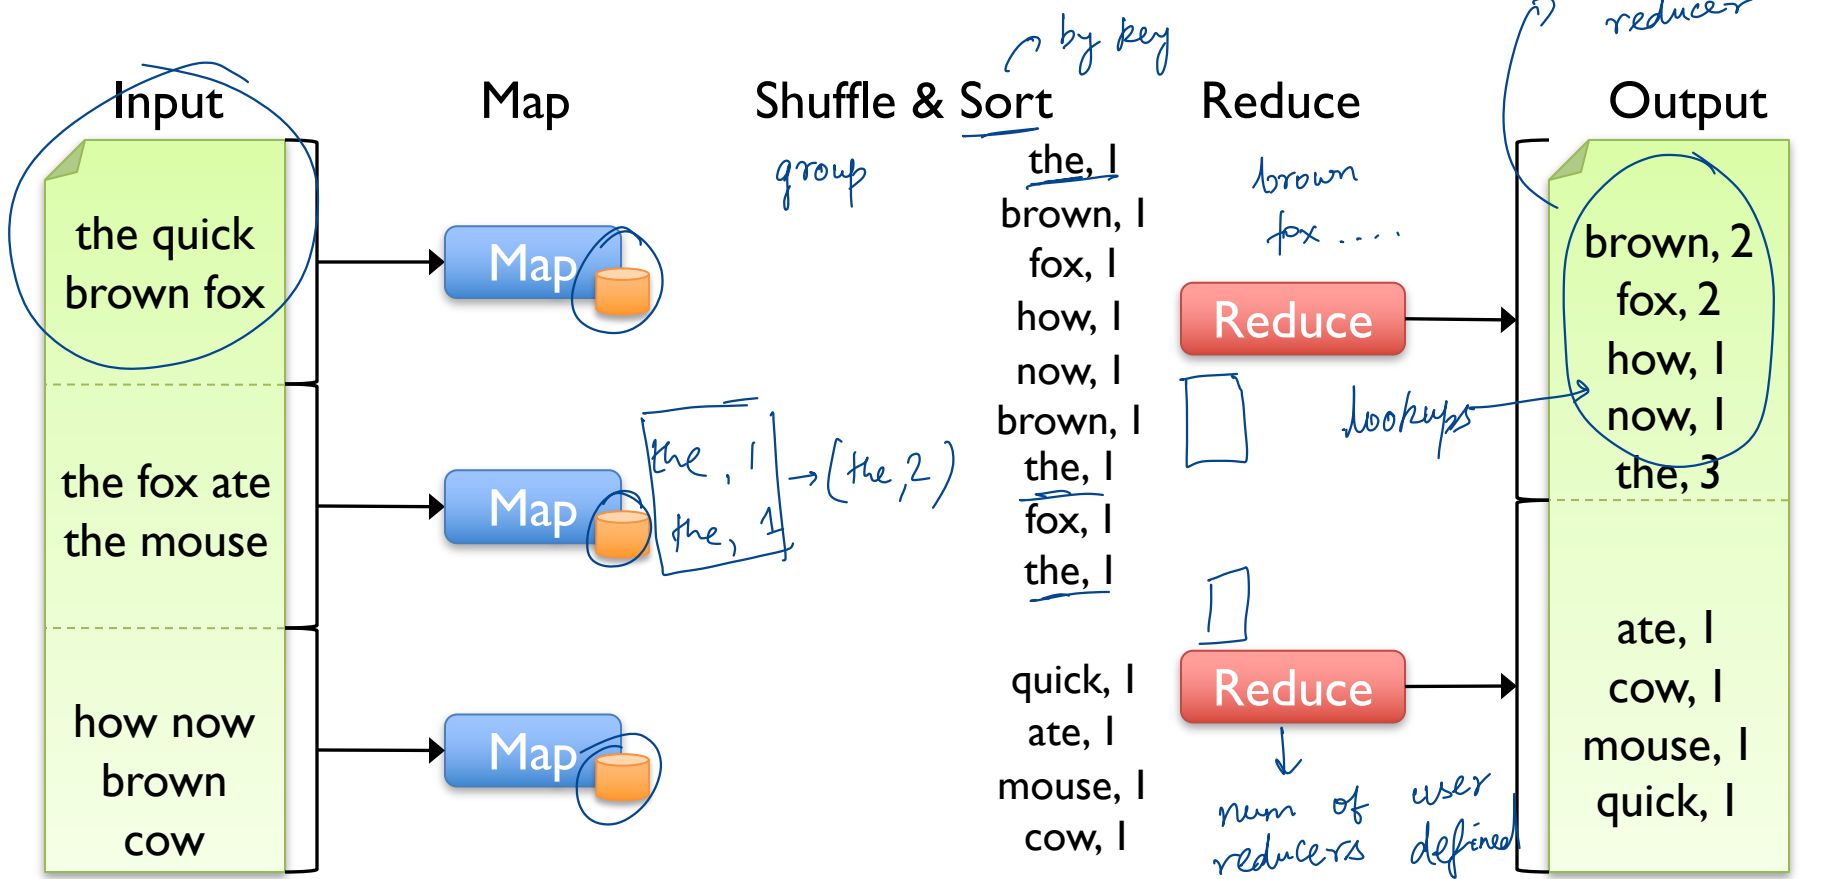 by key
reducer
Input
Map
Shuffle & Sort
Reduce
Output
group
the quick
brown fox
the fox ate
the mouse
how now
brown
cow
Map
Map
Map
the, 1
the, 1
→ (the, 2)
the, 1
brown, 1
fox, 1
how, 1
now, 1
brown, 1
the, 1
fox, 1
the, 1
quick, 1
ate, 1
mouse, 1
cow, 1
brown
fox ....
Reduce
lookups
Reduce
num of user
reducers defined
brown, 2
fox, 2
how, 1
now, 1
the, 3
ate, 1
cow, 1
mouse, 1
quick, 1